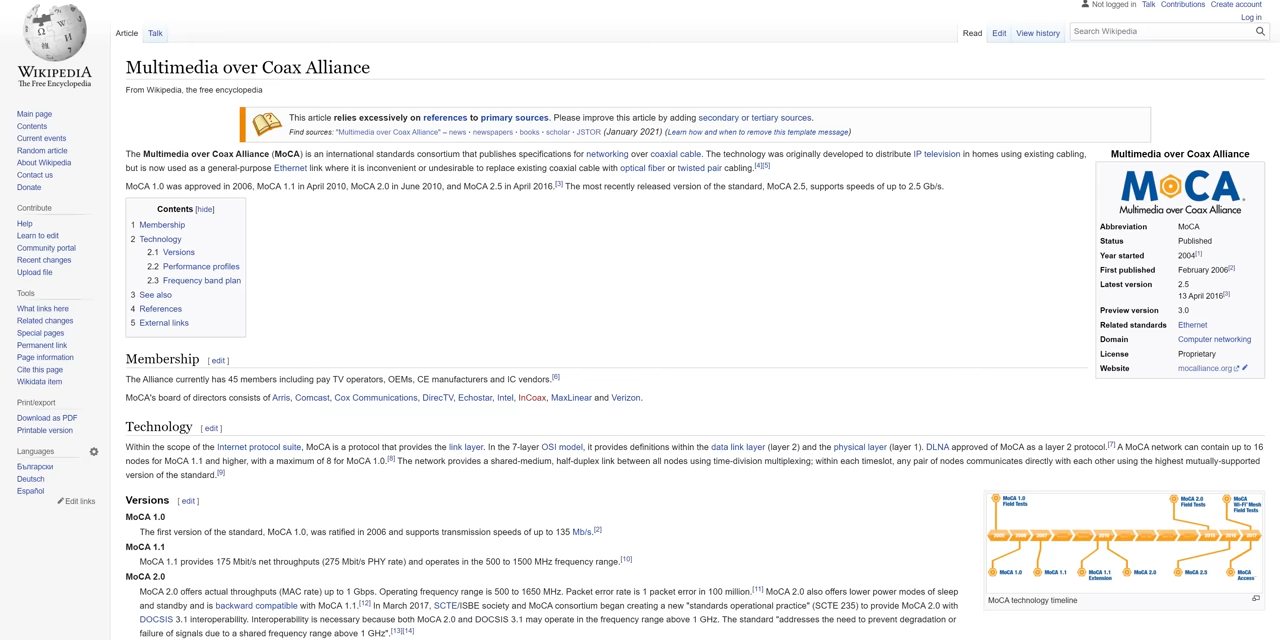 Not logged in Talk Contributions Create account
Log in
Article Talk
Read Edit View history
Search Wikipedia
WIKIPEDIA
The Free Encyclopedia
Main page
Contents
Current events
Random article
About Wikipedia
Contact us
Donate
Contribute
Help
Learn to edit
Community portal
Recent changes
Upload file
Tools
What links here
Related changes
Special pages
Permanent link
Page information
Cite this page
Wikidata item
Print/export
Download as PDF
Printable version
Languages
Български
Deutsch
Español
Edit links
Multimedia over Coax Alliance
From Wikipedia, the free encyclopedia
This article relies excessively on references to primary sources. Please improve this article by adding secondary or tertiary sources.
Find sources: "Multimedia over Coax Alliance" – news · newspapers · books · scholar · JSTOR (January 2021) (Learn how and when to remove this template message)
The Multimedia over Coax Alliance (MoCA) is an international standards consortium that publishes specifications for networking over coaxial cable. The technology was originally developed to distribute IP television in homes using existing cabling,
but is now used as a general-purpose Ethernet link where it is inconvenient or undesirable to replace existing coaxial cable with optical fiber or twisted pair cabling.[4][5]
MoCA 1.0 was approved in 2006, MoCA 1.1 in April 2010, MoCA 2.0 in June 2010, and MoCA 2.5 in April 2016.[3] The most recently released version of the standard, MoCA 2.5, supports speeds of up to 2.5 Gb/s.
Multimedia over Coax Alliance
MoCA
Multimedia over Coax Alliance.
Abbreviation MoCA
Status Published
Year started 2004[1]
First published February 2006[2]
Latest version 2.5
13 April 2016[3]
Preview version 3.0
Related standards Ethernet
Domain Computer networking
License Proprietary
Website mocalliance.org
Contents [hide]
1 Membership
2 Technology
2.1 Versions
2.2 Performance profiles
2.3 Frequency band plan
3 See also
4 References
5 External links
Membership [ edit ]
The Alliance currently has 45 members including pay TV operators, OEMs, CE manufacturers and IC vendors.[6]
MoCA's board of directors consists of Arris, Comcast, Cox Communications, DirecTV, Echostar, Intel, InCoax, MaxLinear and Verizon.
Technology [ edit ]
Within the scope of the Internet protocol suite, MoCA is a protocol that provides the link layer. In the 7-layer OSI model, it provides definitions within the data link layer (layer 2) and the physical layer (layer 1). DLNA approved of MoCA as a layer 2 protocol.[7] A MoCA network can contain up to 16
nodes for MoCA 1.1 and higher, with a maximum of 8 for MoCA 1.0.[8] The network provides a shared-medium, half-duplex link between all nodes using time-division multiplexing; within each timeslot, any pair of nodes communicates directly with each other using the highest mutually-supported
version of the standard.[9]
Versions [ edit ]
MoCA 1.0
The first version of the standard, MoCA 1.0, was ratified in 2006 and supports transmission speeds of up to 135 Mb/s.[2]
MoCA 1.1
MoCA 1.1 provides 175 Mbit/s net throughputs (275 Mbit/s PHY rate) and operates in the 500 to 1500 MHz frequency range.[10]
MoCA 2.0
MoCA 2.0 offers actual throughputs (MAC rate) up to 1 Gbps. Operating frequency range is 500 to 1650 MHz. Packet error rate is 1 packet error in 100 million.[11] MoCA 2.0 also offers lower power modes of sleep
and standby and is backward compatible with MoCA 1.1.[12] In March 2017, SCTE/ISBE society and MoCA consortium began creating a new "standards operational practice" (SCTE 235) to provide MoCA 2.0 with
DOCSIS 3.1 interoperability. Interoperability is necessary because both MoCA 2.0 and DOCSIS 3.1 may operate in the frequency range above 1 GHz. The standard "addresses the need to prevent degradation or
failure of signals due to a shared frequency range above 1 GHz".[13][14]
MoCA 1.0
Field Tests
MoCA 2.0
Field Tests
MoCA
Wi-Fi Mesh
Field Tests
MoCA 1.0
MoCA 1.1
MoCA 1.1
Extension
MoCA 2.0
MoCA 2.5
MoCA
Access
MoCA technology timeline